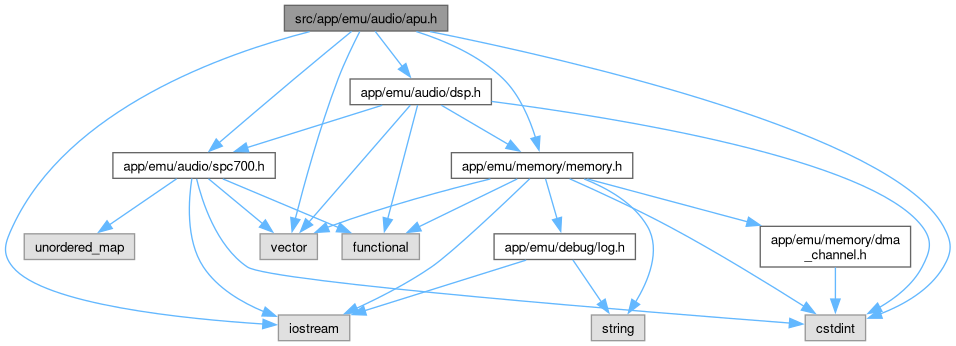 src/app/emu/audio/apu.h
app/emu/audio/dsp.h
app/emu/audio/spc700.h
app/emu/memory/memory.h
unordered_map
vector
functional
app/emu/debug/log.h
app/emu/memory/dma
_channel.h
iostream
string
cstdint